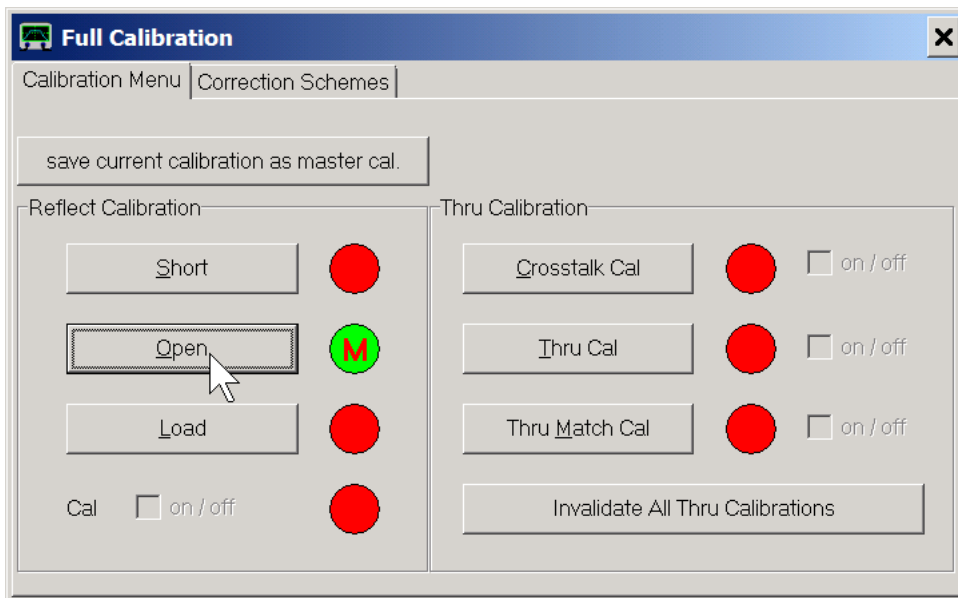 Full Calibration
Calibration Menu
Correction Schemes
save current calibration as master cal.
Reflect Calibration
Short
Open
M
Load
Cal
on / off
Thru Calibration
Crosstalk Cal
on / off
Thru Cal
on / off
Thru Match Cal
on / off
Invalidate All Thru Calibrations